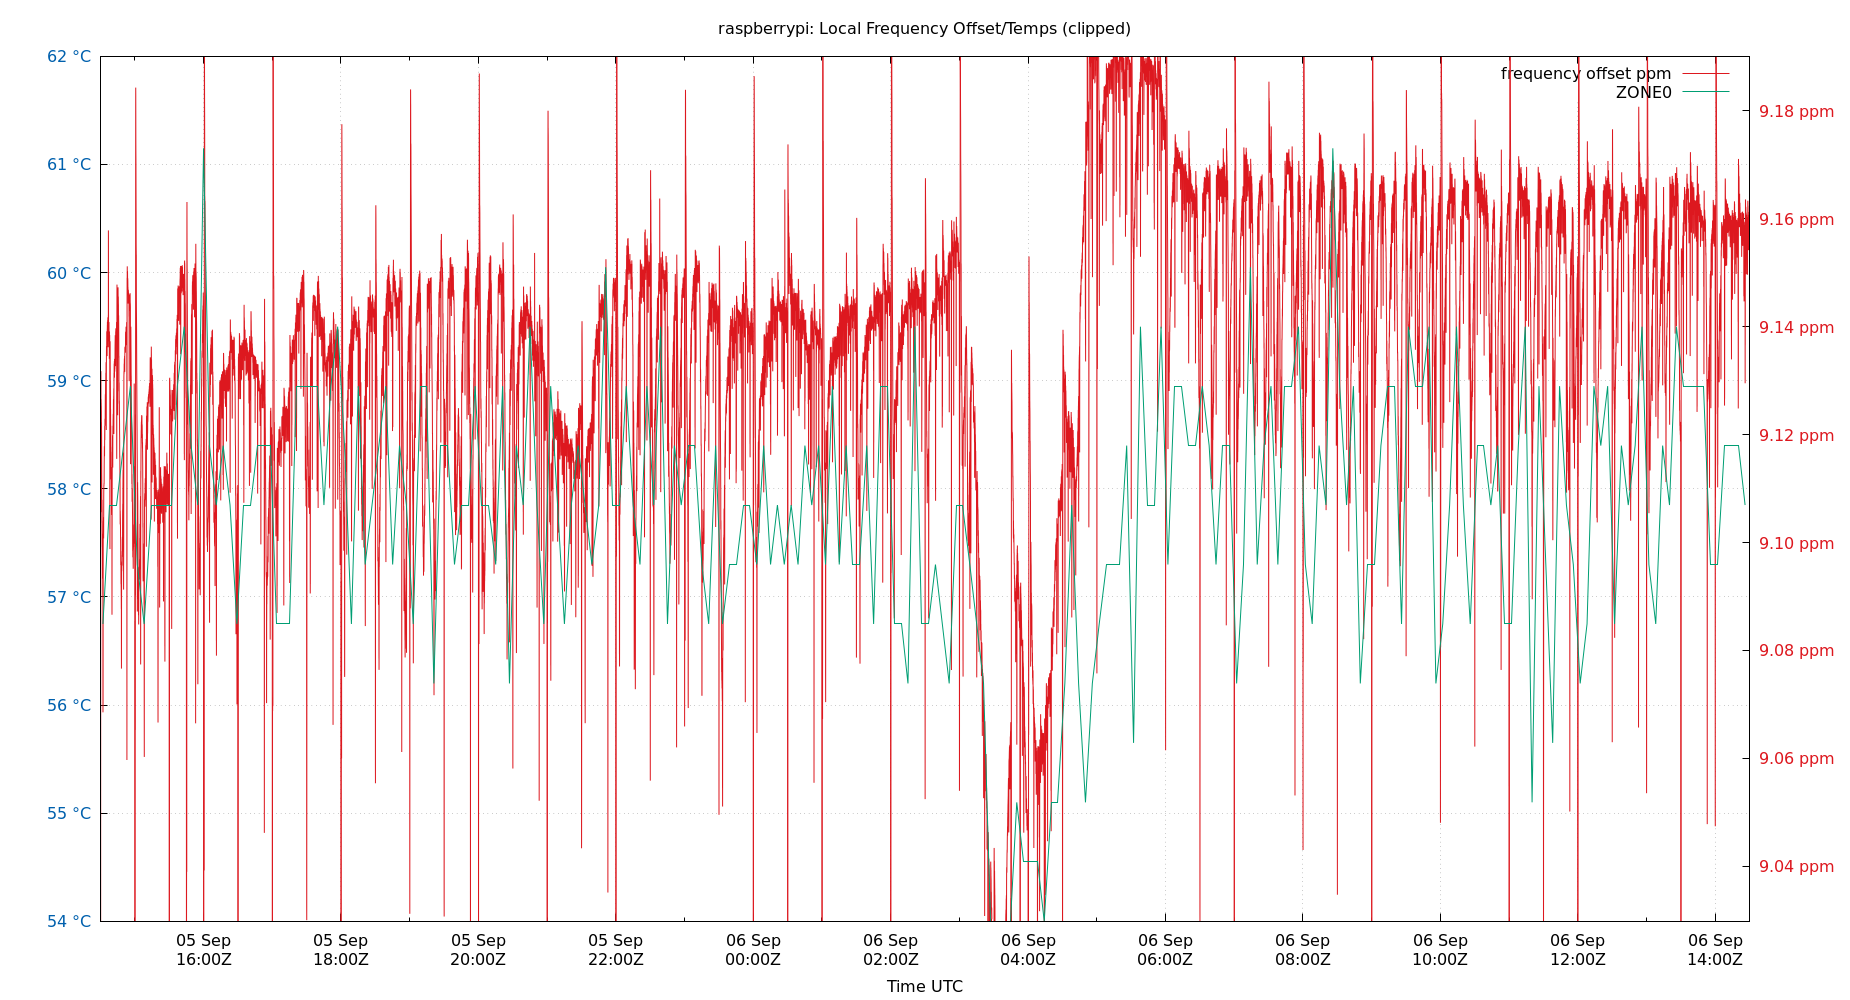 raspberrypi: Local Frequency Offset/Temps (clipped)
62 °C
61 °C
60 °C
59 °C
58 °C
57 °C
56 °C
55 °C
54 °C
frequency offset ppm
ZONE0
9.18 ppm
9.16 ppm
9.14 ppm
9.12 ppm
9.10 ppm
9.08 ppm
9.06 ppm
9.04 ppm
05 Sep
16:00Z
05 Sep
18:00Z
05 Sep
20:00Z
05 Sep
22:00Z
06 Sep
00:00Z
06 Sep
02:00Z
06 Sep
04:00Z
06 Sep
06:00Z
06 Sep
08:00Z
06 Sep
10:00Z
06 Sep
12:00Z
06 Sep
14:00Z
Time UTC